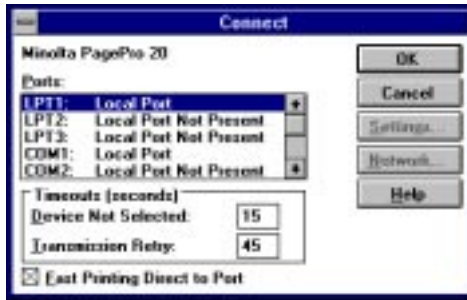 Connect
Minolta PagePro 20
Ports:
LPT1: Local Port
LPT2: Local Port Not Present
LPT3: Local Port Not Present
COM1: Local Port
COM2: Local Port Not Present
Timeouts (seconds)
Device Not Selected: 15
Transmission Retry: 45
Fast Printing Direct to Port
OK
Cancel
Settings...
Network...
Help